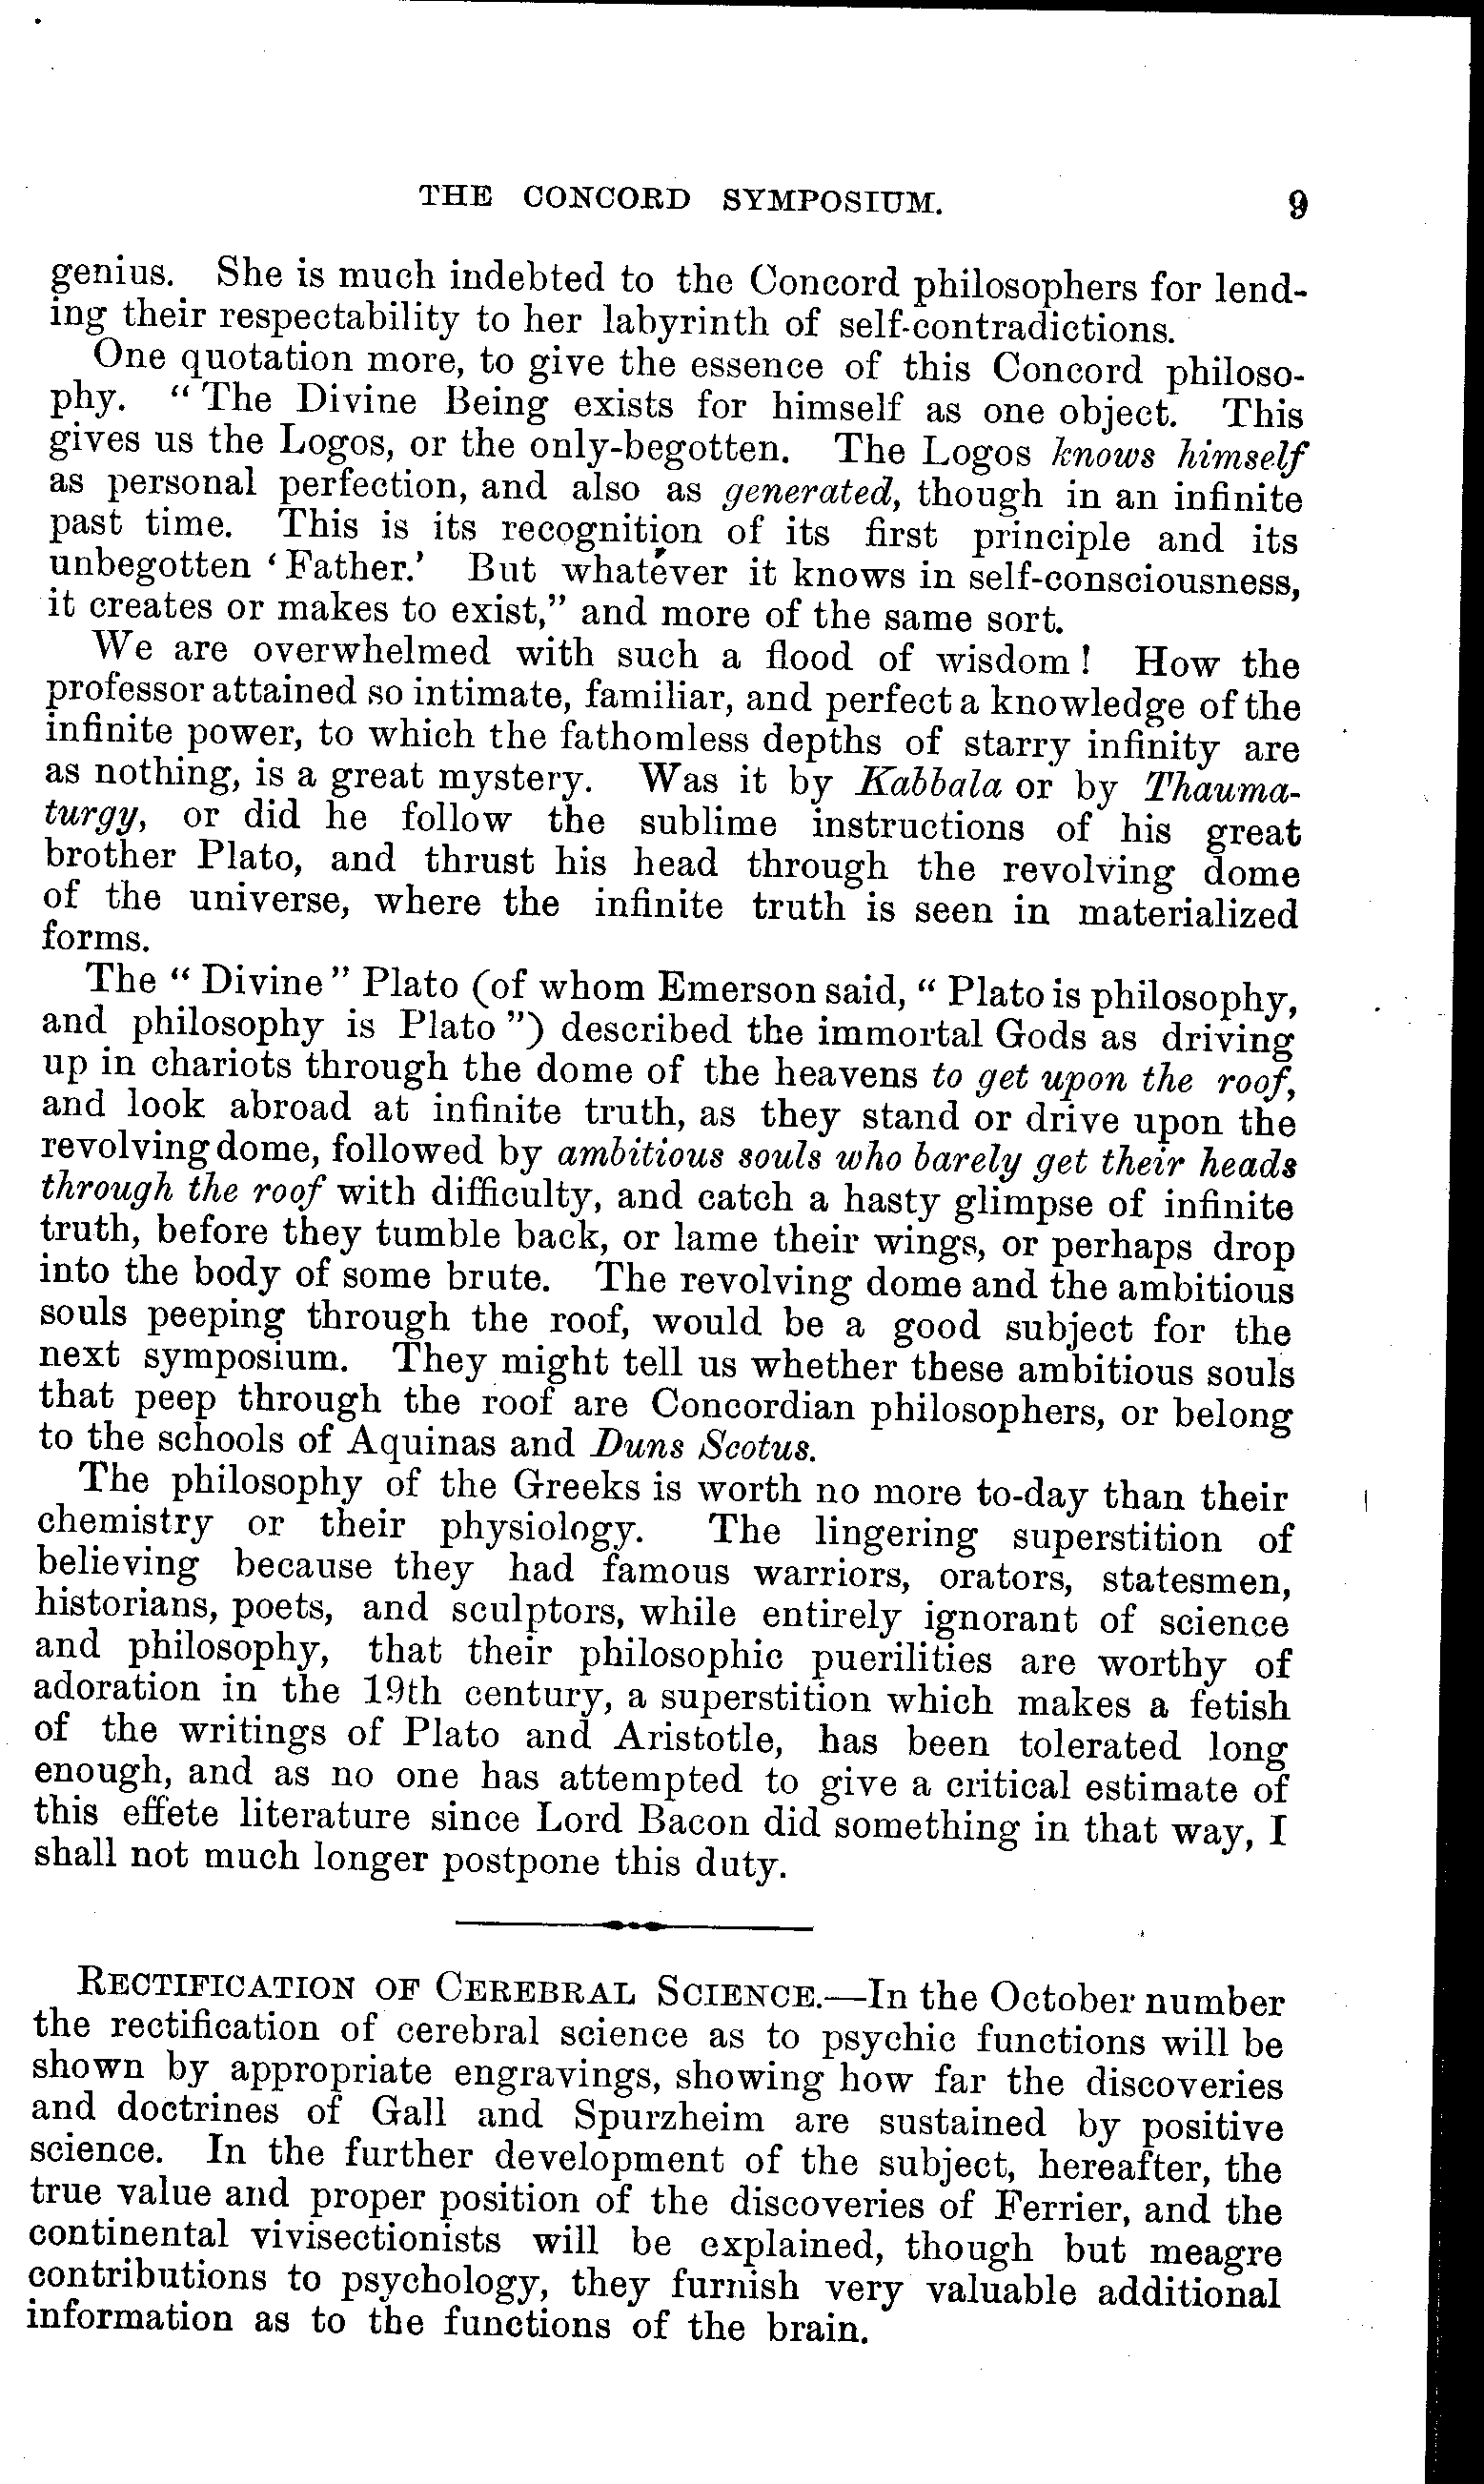 THE CONCORD SYMPOSIUM. 9
genius. She is much indebted to the Concord philosophers for lend-
ing their respectability to her labyrinth of self-contradictions.
One quotation more, to give the essence of this Concord philoso-
phy. “The Divine Being exists for himself as one object. This
gives us the Logos, or the only-begotten. The Logos knows himself
as personal perfection, and also as generated, though in an infinite
past time. This is its recognition of its first principle and its
unbegotten ‘Father.’ But whatever it knows in self-consciousness,
it creates or makes to exist,” and more of the same sort.
We are overwhelmed with such a flood of wisdom! How the
professor attained so intimate, familiar, and perfect a knowledge of the
infinite power, to which the fathomless depths of starry infinity are
as nothing, is a great mystery. Was it by Kabbala or by Thauma-
turgy, or did he follow the sublime instructions of his great
brother Plato, and thrust his head through the revolving dome
of the universe, where the infinite truth is seen in materialized
forms.
The “Divine” Plato (of whom Emerson said, “Plato is philosophy,
and philosophy is Plato”) described the immortal Gods as driving
up in chariots through the dome of the heavens to get upon the roof,
and look abroad at infinite truth, as they stand or drive upon the
revolving dome, followed by ambitious souls who barely get their heads
through the roof with difficulty, and catch a hasty glimpse of infinite
truth, before they tumble back, or lame their wings, or perhaps drop
into the body of some brute. The revolving dome and the ambitious
souls peeping through the roof, would be a good subject for the
next symposium. They might tell us whether these ambitious souls
that peep through the roof are Concordian philosophers, or belong
to the schools of Aquinas and Duns Scotus.
The philosophy of the Greeks is worth no more to-day than their
chemistry or their physiology. The lingering superstition of
believing because they had famous warriors, orators, statesmen,
historians, poets, and sculptors, while entirely ignorant of science
and philosophy, that their philosophic puerilities are worthy of
adoration in the 19th century, a superstition which makes a fetish
of the writings of Plato and Aristotle, has been tolerated long
enough, and as no one has attempted to give a critical estimate of
this effete literature since Lord Bacon did something in that way, I
shall not much longer postpone this duty.
RECTIFICATION OF CEREBRAL SCIENCE.—In the October number
the rectification of cerebral science as to psychic functions will be
shown by appropriate engravings, showing how far the discoveries
and doctrines of Gall and Spurzheim are sustained by positive
science. In the further development of the subject, hereafter, the
true value and proper position of the discoveries of Ferrier, and the
continental vivisectionists will be explained, though but meagre
contributions to psychology, they furnish very valuable additional
information as to the functions of the brain.